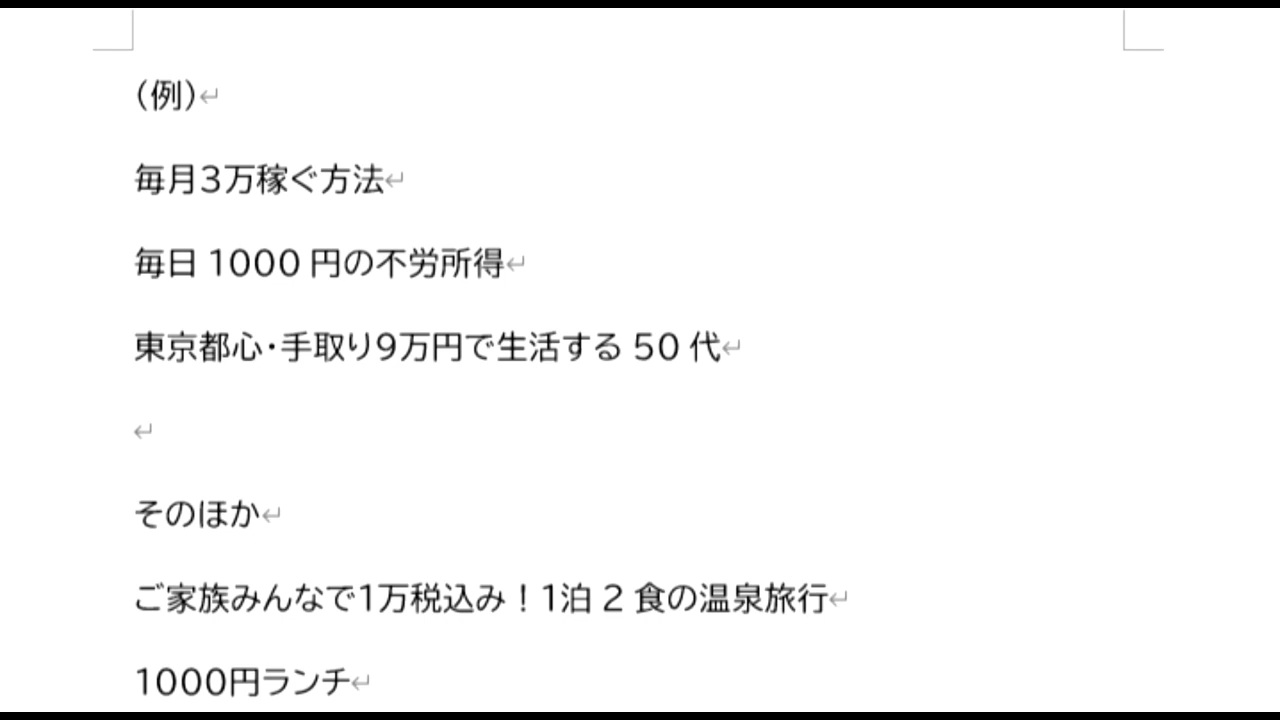 （例）
毎月３万稼ぐ方法
毎日 1000 円の不労所得
東京都心・手取り９万円で生活する 50 代
そのほか
ご家族みんなで１万税込み！１泊 2 食の温泉旅行
１０００円ランチ